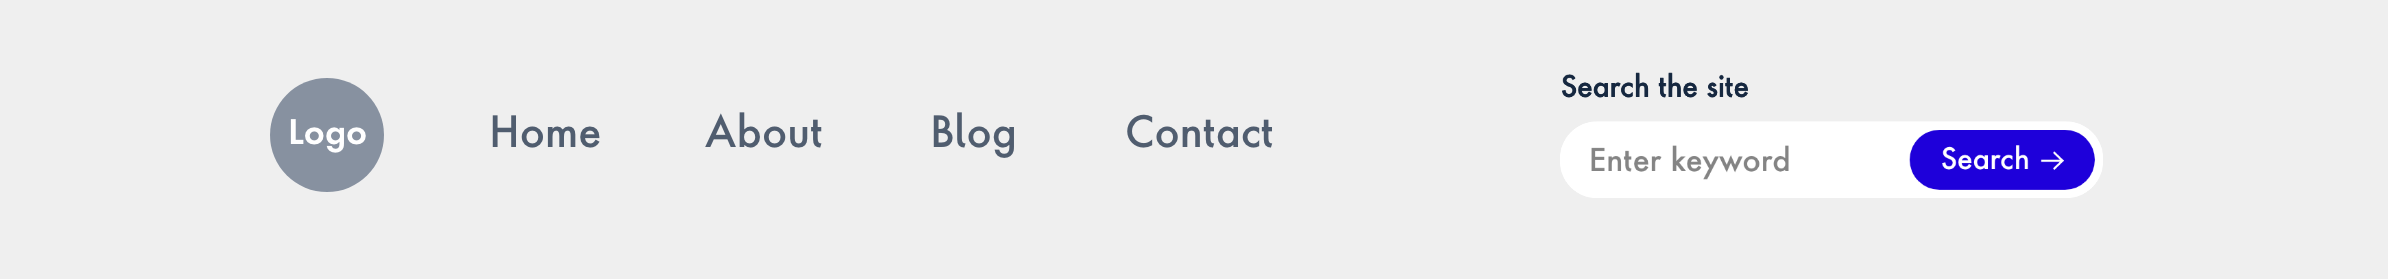 Logo
Home
About
Blog
Contact
Search the site
Enter keyword
Search →